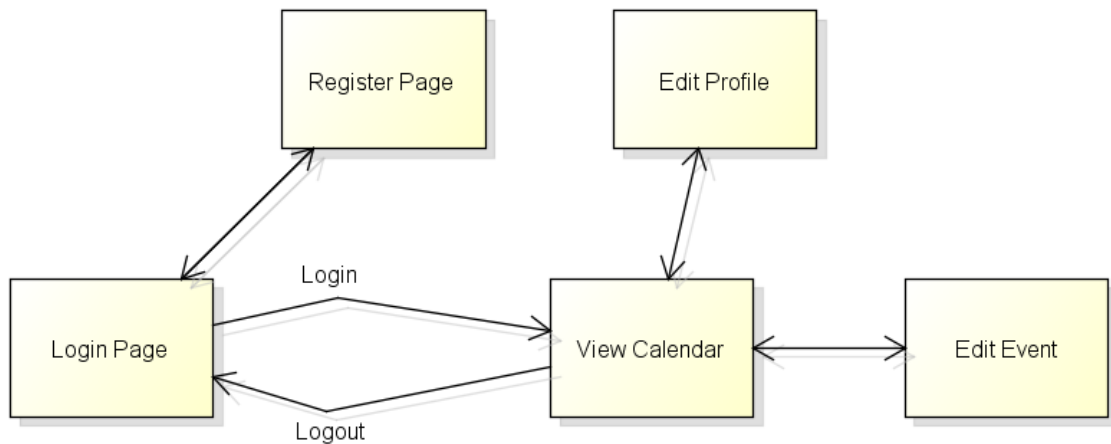 Register Page
Edit Profile
Login
Login Page
View Calendar
Edit Event
Logout